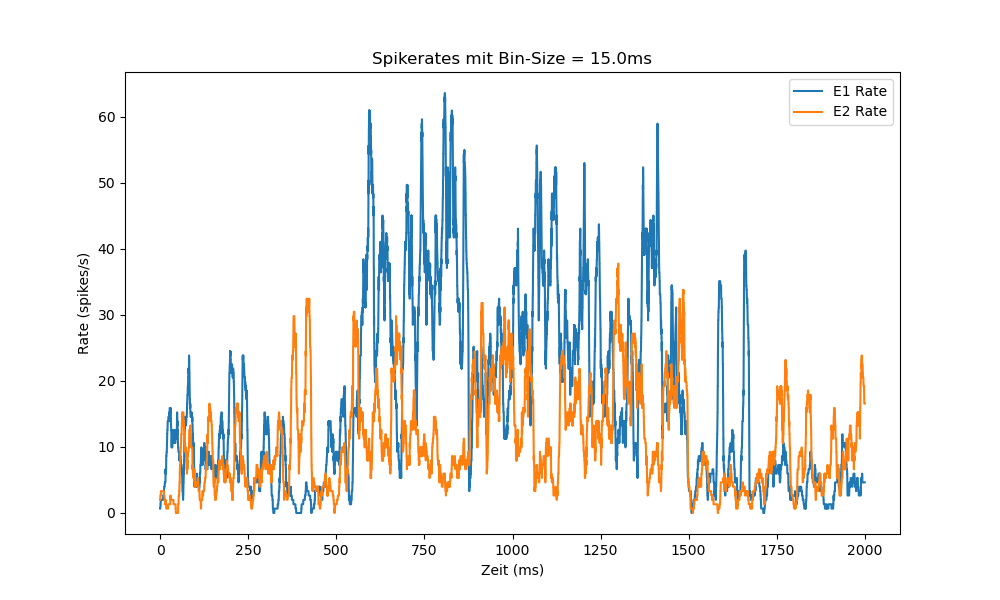 Spikerates mit Bin-Size = 15.0ms
E1 Rate
E2 Rate
Rate (spikes/s)
60
50
40
30
20
10
0
0 250 500 750 1000 1250 1500 1750 2000
Zeit (ms)